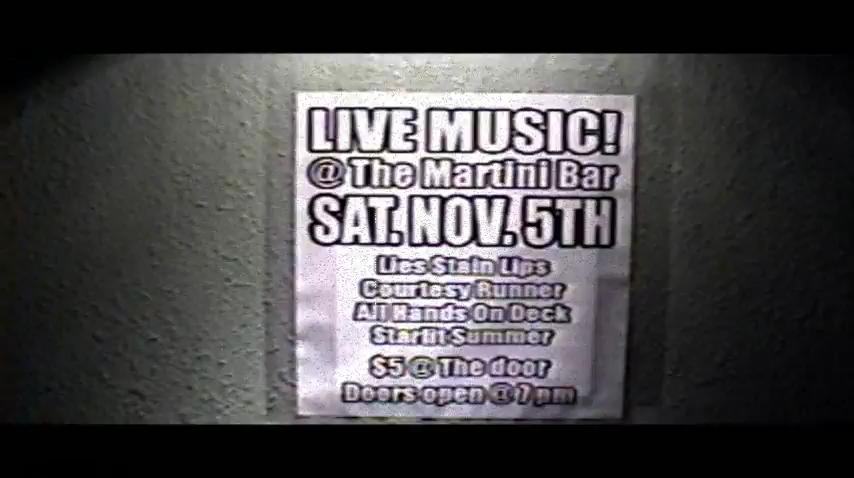 LIVE MUSIC!
@ The Martini Bar
SAT. NOV. 5TH
Lies Stain Lips
Courtesy Runner
All Hands On Deck
Starlit Summer
$5 @ The door
Doors open @ 7 pm